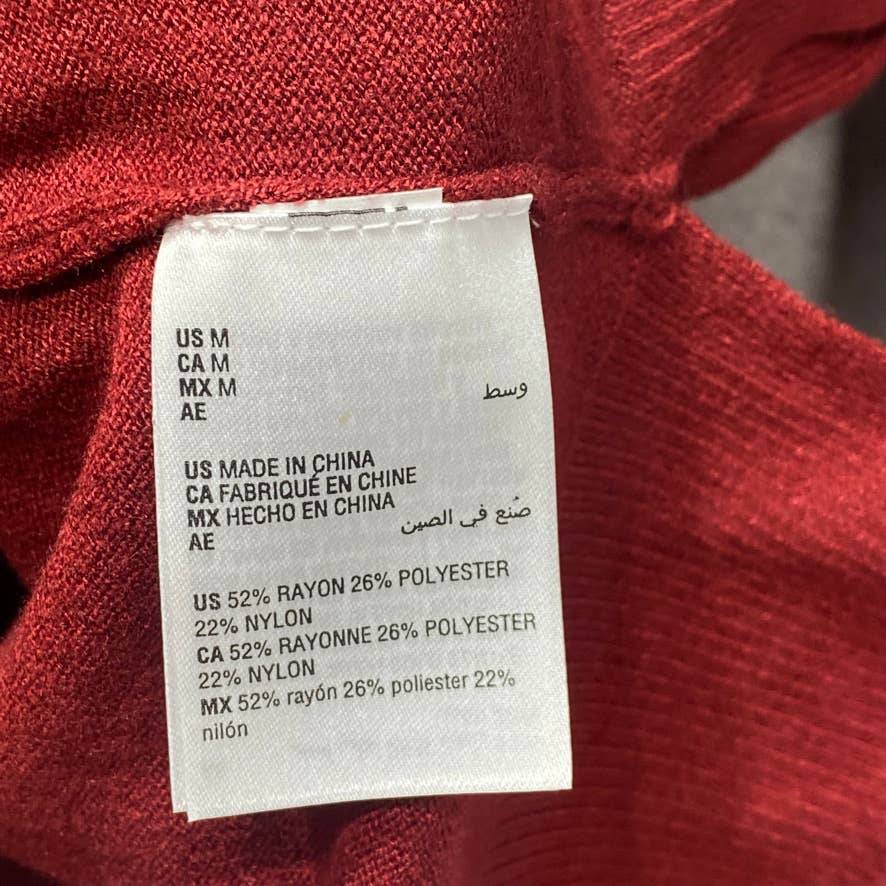 US M
CA M
MX M
AE وسط
US MADE IN CHINA
CA FABRIQUÉ EN CHINE
MX HECHO EN CHINA
AE صُنع في الصين
US 52% RAYON 26% POLYESTER
22% NYLON
CA 52% RAYONNE 26% POLYESTER
22% NYLON
MX 52% rayón 26% poliester 22%
nilón